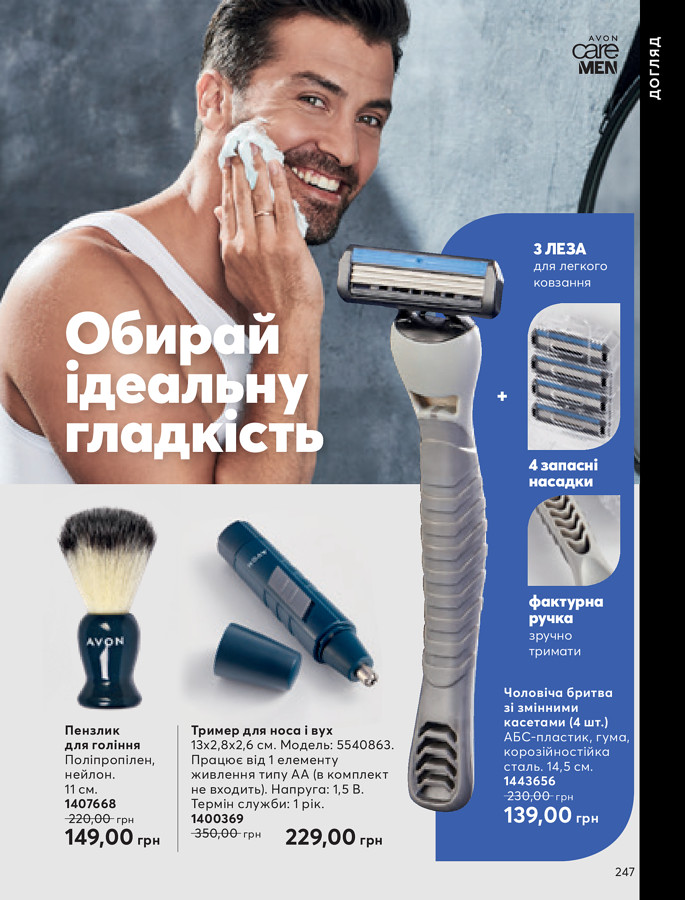 AVON
care
MEN
ДОГЛЯД
Обирай
ідеальну
гладкість
3 ЛЕЗА
для легкого
ковзання
+
4 запасні
насадки
фактурна
ручка
зручно
тримати
AVON
AVON
Пензлик
для гоління
Поліпропілен,
нейлон.
11 см.
1407668
220,00 грн
149,00 грн
Тример для носа і вух
13x2,8x2,6 см. Модель: 5540863.
Працює від 1 елементу
живлення типу АА (в комплект
не входить). Напруга: 1,5 В.
Термін служби: 1 рік.
1400369
350,00 грн 229,00 грн
Чоловіча бритва
зі змінними
касетами (4 шт.)
АБС-пластик, гума,
корозійностійка
сталь. 14,5 см.
1443656
230,00 грн
139,00 грн
247